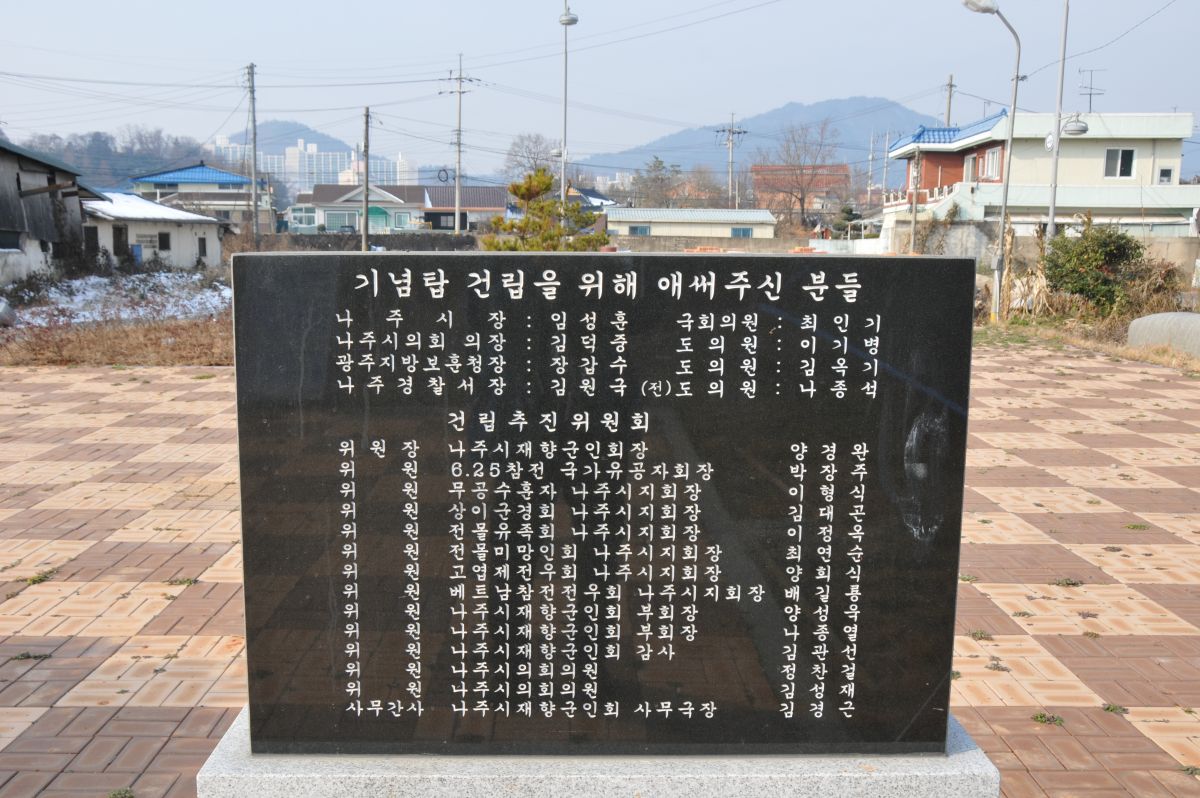 기념탑 건립을 위해 애써주신 분들
나주시장 : 임성훈 국회의원 : 최인기
나주시의회 의장 : 김덕중 도의원 : 이기병
광주지방보훈청장 : 장갑수 도의원 : 김옥기
나주경찰서장 : 김원국 (전)도의원 : 나종석
건립추진위원회
위원장 나주시재향군인회장 양경완
위원 6.25참전 국가유공자회장 박장주
위원 무공수훈자 나주시지회장 이형식
위원 상이군경회 나주시지회장 김대곤
위원 전몰유족회 나주시지회장 이정옥
위원 전몰미망인회 나주시지회장 최연순
위원 고엽제전우회 나주시지회장 양회식
위원 베트남참전전우회 나주시지회장 배길룡
위원 나주시재향군인회 부회장 양성욱
위원 나주시재향군인회 부회장 나종열
위원 나주시재향군인회 감사 김관선
위원 나주시의회의원 정찬걸
위원 나주시의회의원 김성재
사무간사 나주시재향군인회 사무국장 김경근